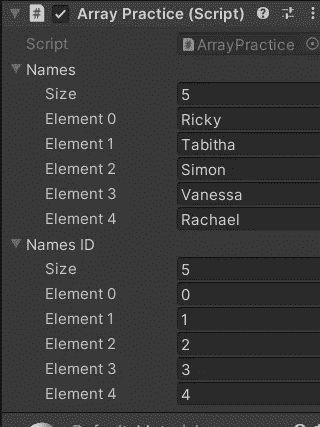 Array Practice (Script)
Script ArrayPractice
Names
Size 5
Element 0 Ricky
Element 1 Tabitha
Element 2 Simon
Element 3 Vanessa
Element 4 Rachael
Names ID
Size 5
Element 0 0
Element 1 1
Element 2 2
Element 3 3
Element 4 4